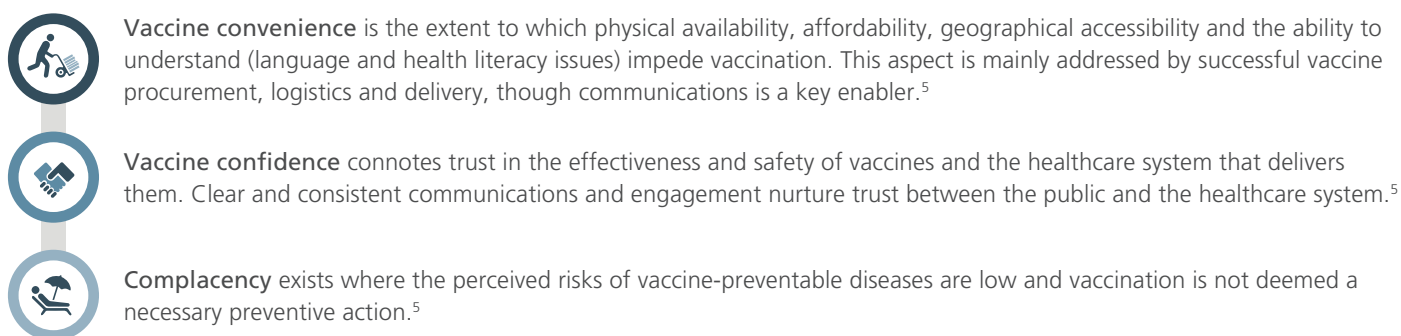 Vaccine convenience is the extent to which physical availability, affordability, geographical accessibility and the ability to
understand (language and health literacy issues) impede vaccination. This aspect is mainly addressed by successful vaccine
procurement, logistics and delivery, though communications is a key enabler.⁵
Vaccine confidence connotes trust in the effectiveness and safety of vaccines and the healthcare system that delivers
them. Clear and consistent communications and engagement nurture trust between the public and the healthcare system.⁵
Complacency exists where the perceived risks of vaccine-preventable diseases are low and vaccination is not deemed a
necessary preventive action.⁵